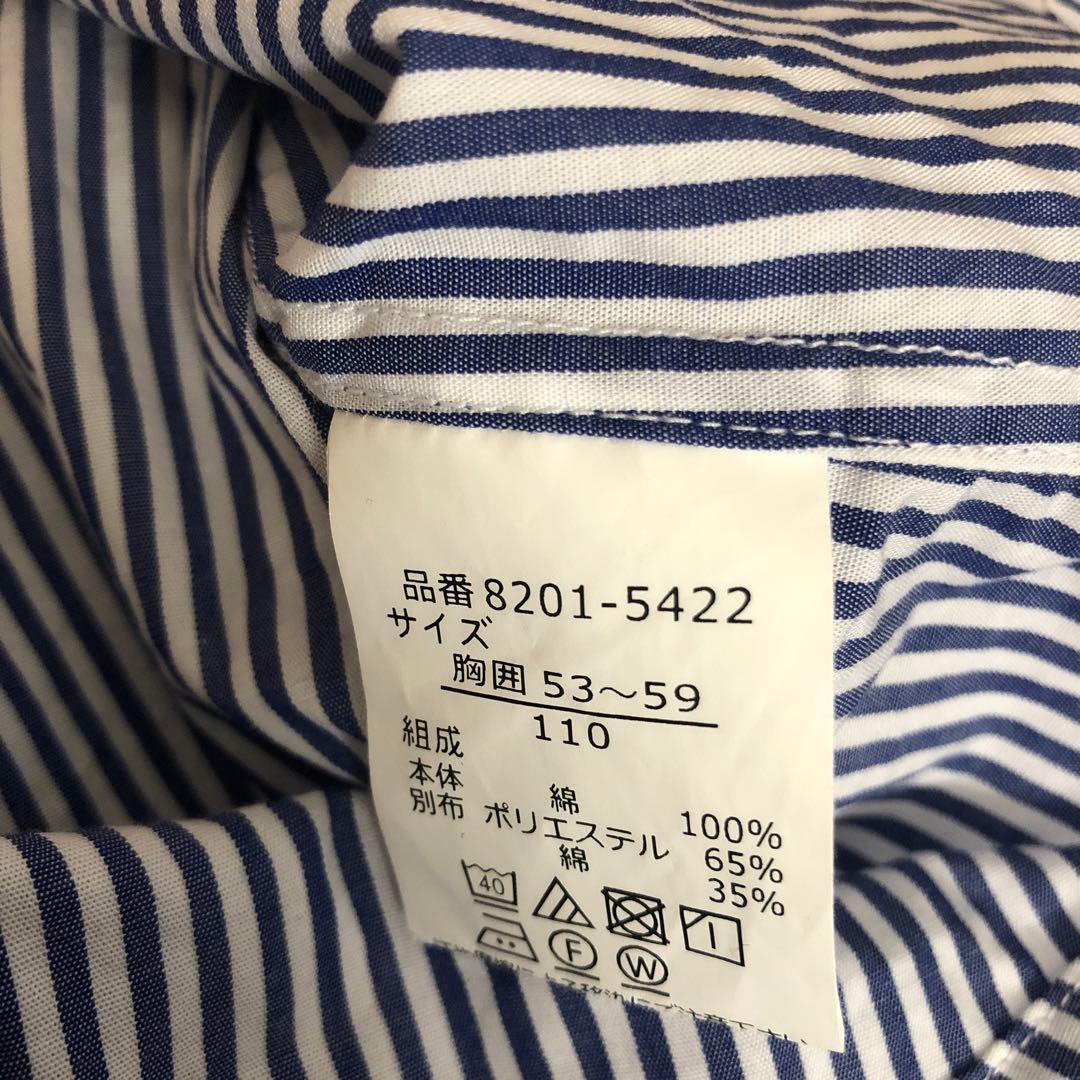 品番 8201-5422
サイズ
胸囲 53～59
110
組成
本体 綿 100%
別布 ポリエステル 65%
綿 35%
40
F W